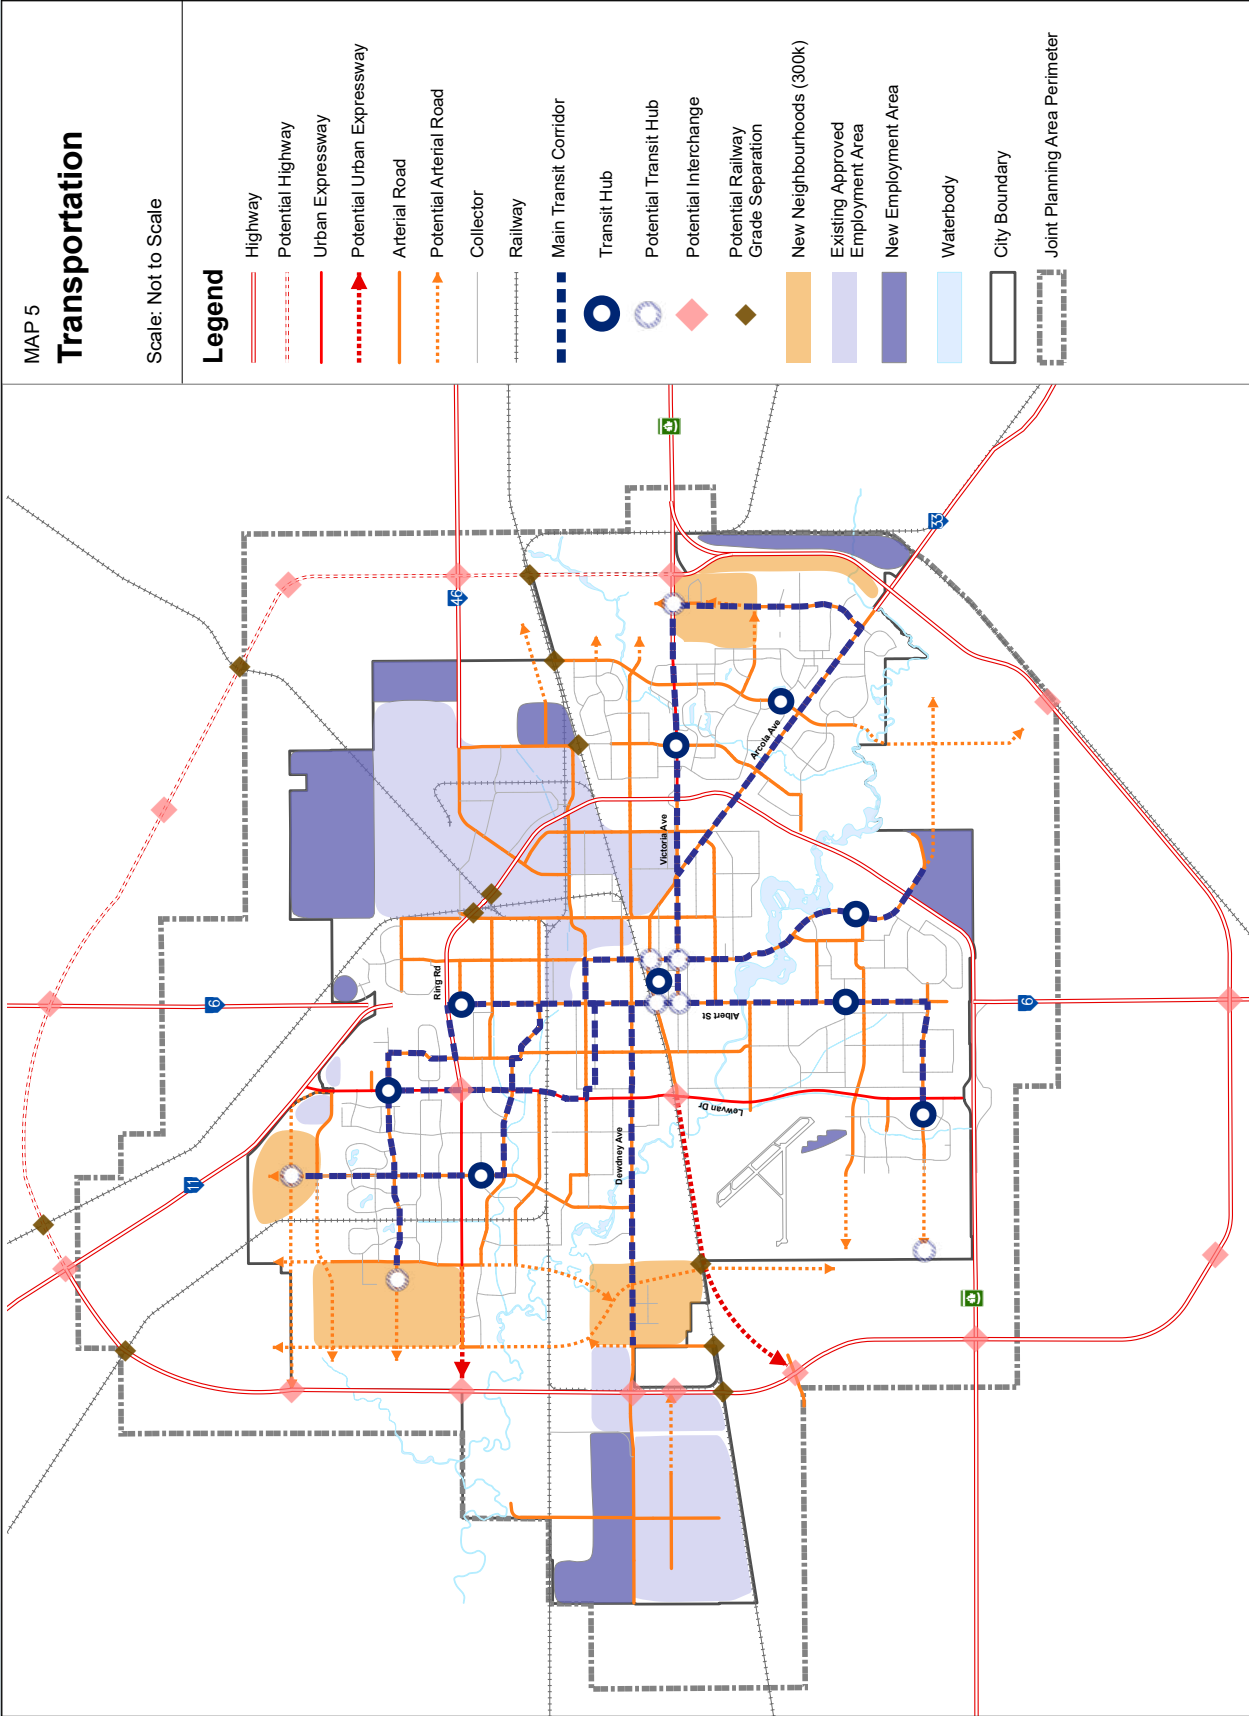 MAP 5
Transportation
Scale: Not to Scale
Legend
Highway
Potential Highway
Urban Expressway
Potential Urban Expressway
Arterial Road
Potential Arterial Road
Collector
Railway
Main Transit Corridor
Transit Hub
Potential Transit Hub
Potential Interchange
Potential Railway
Grade Separation
New Neighbourhoods (300k)
Existing Approved
Employment Area
New Employment Area
Waterbody
City Boundary
Joint Planning Area Perimeter
11
6
46
33
6
1
1
Ring Rd
Dewdney Ave
Lewvan Dr
Albert St
Victoria Ave
Arcola Ave